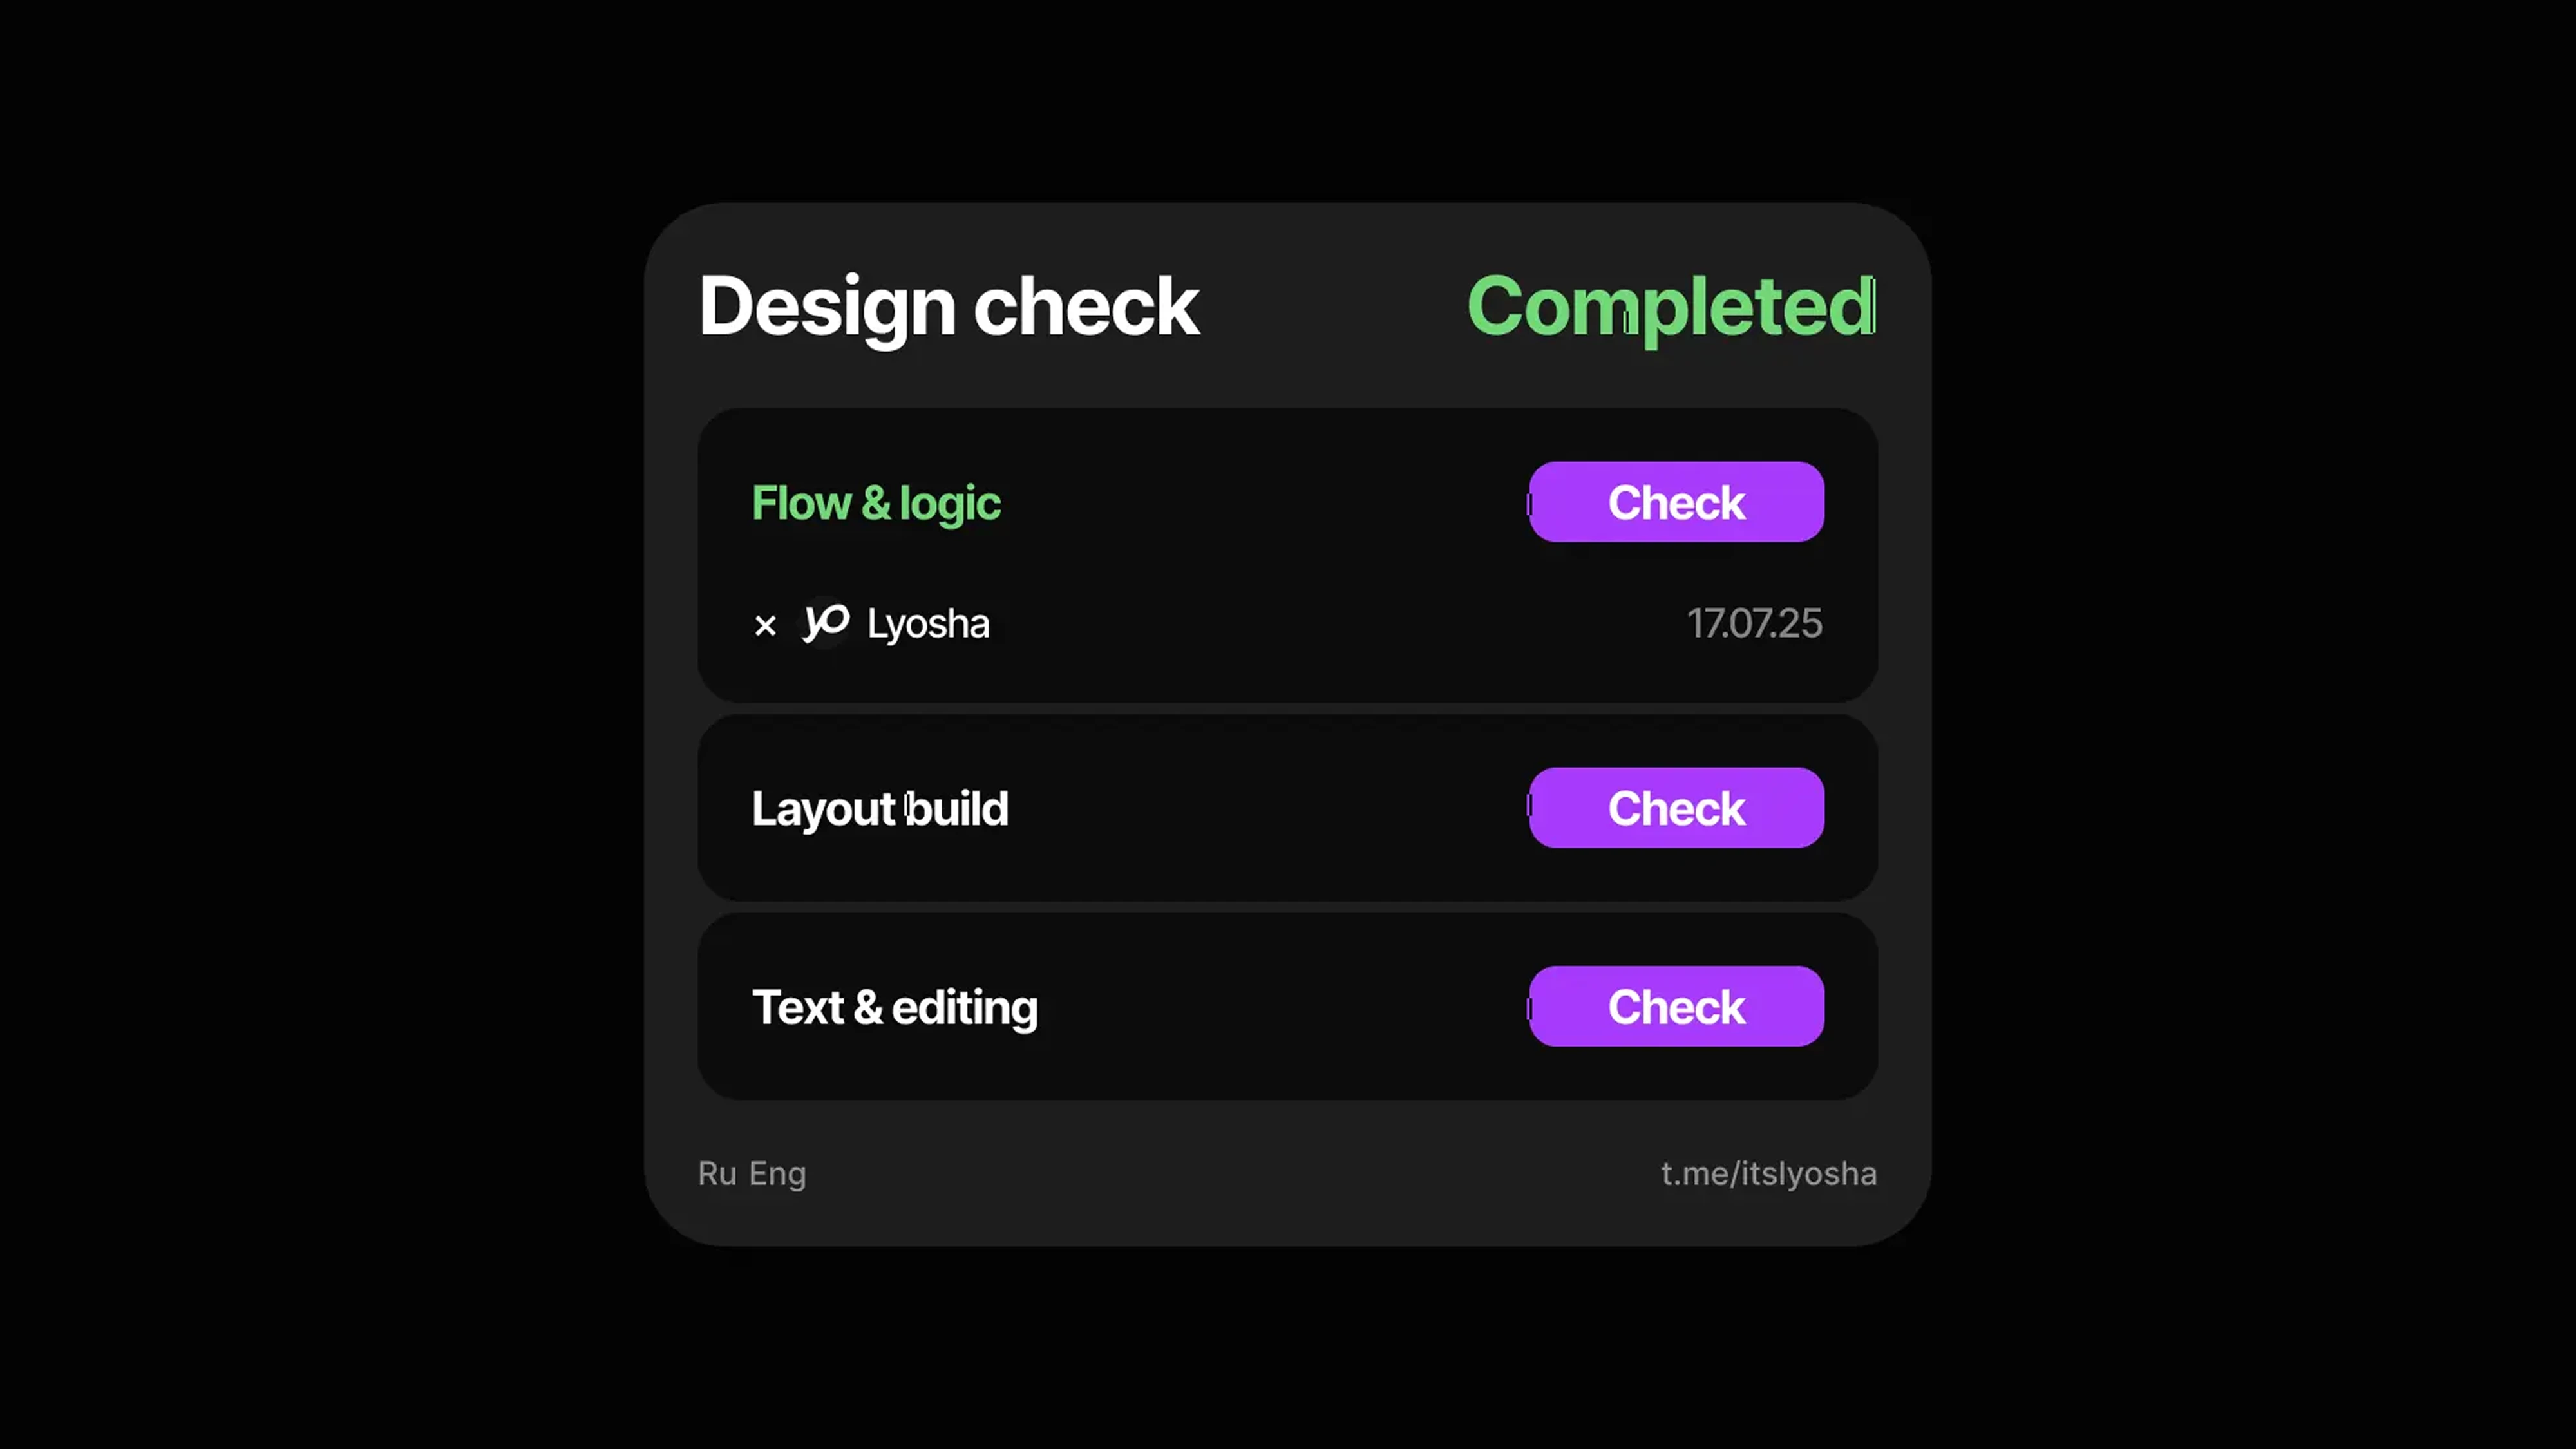 Design check
Completed
Flow & logic
Check
× yo Lyosha
17.07.25
Layout build
Check
Text & editing
Check
Ru Eng
t.me/itslyosha